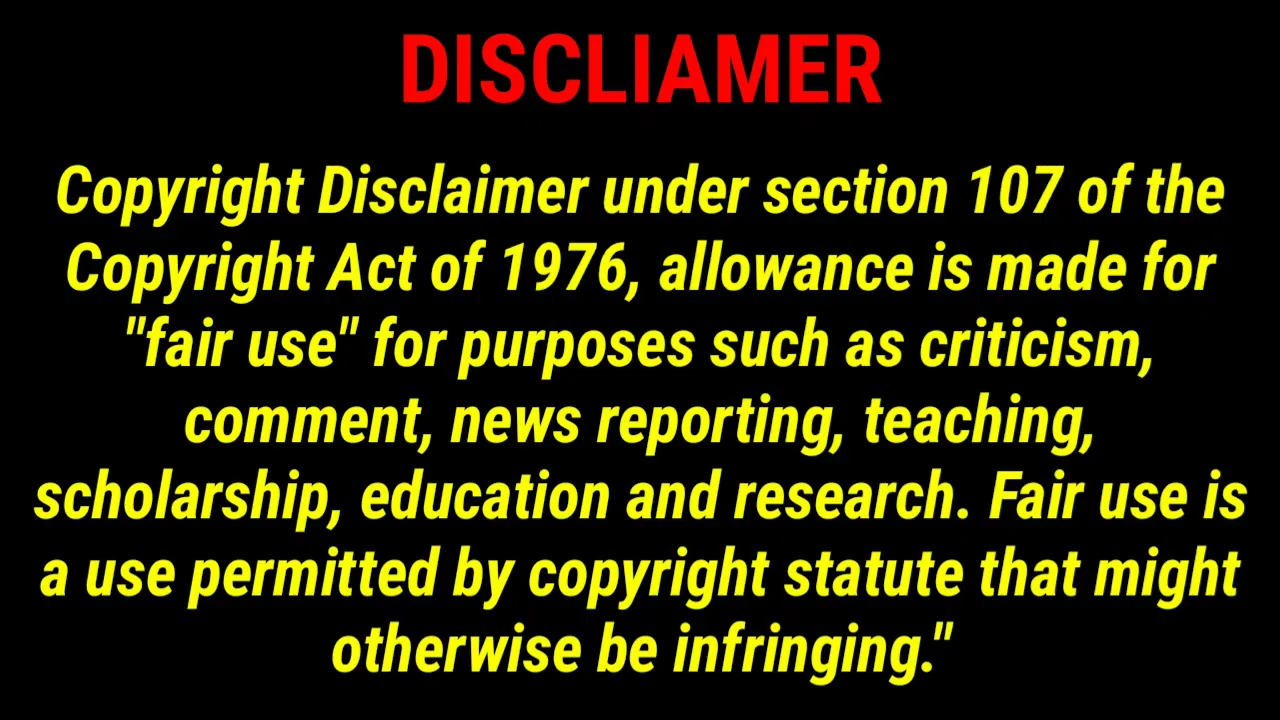 DISCLIAMER
Copyright Disclaimer under section 107 of the
Copyright Act of 1976, allowance is made for
"fair use" for purposes such as criticism,
comment, news reporting, teaching,
scholarship, education and research. Fair use is
a use permitted by copyright statute that might
otherwise be infringing."